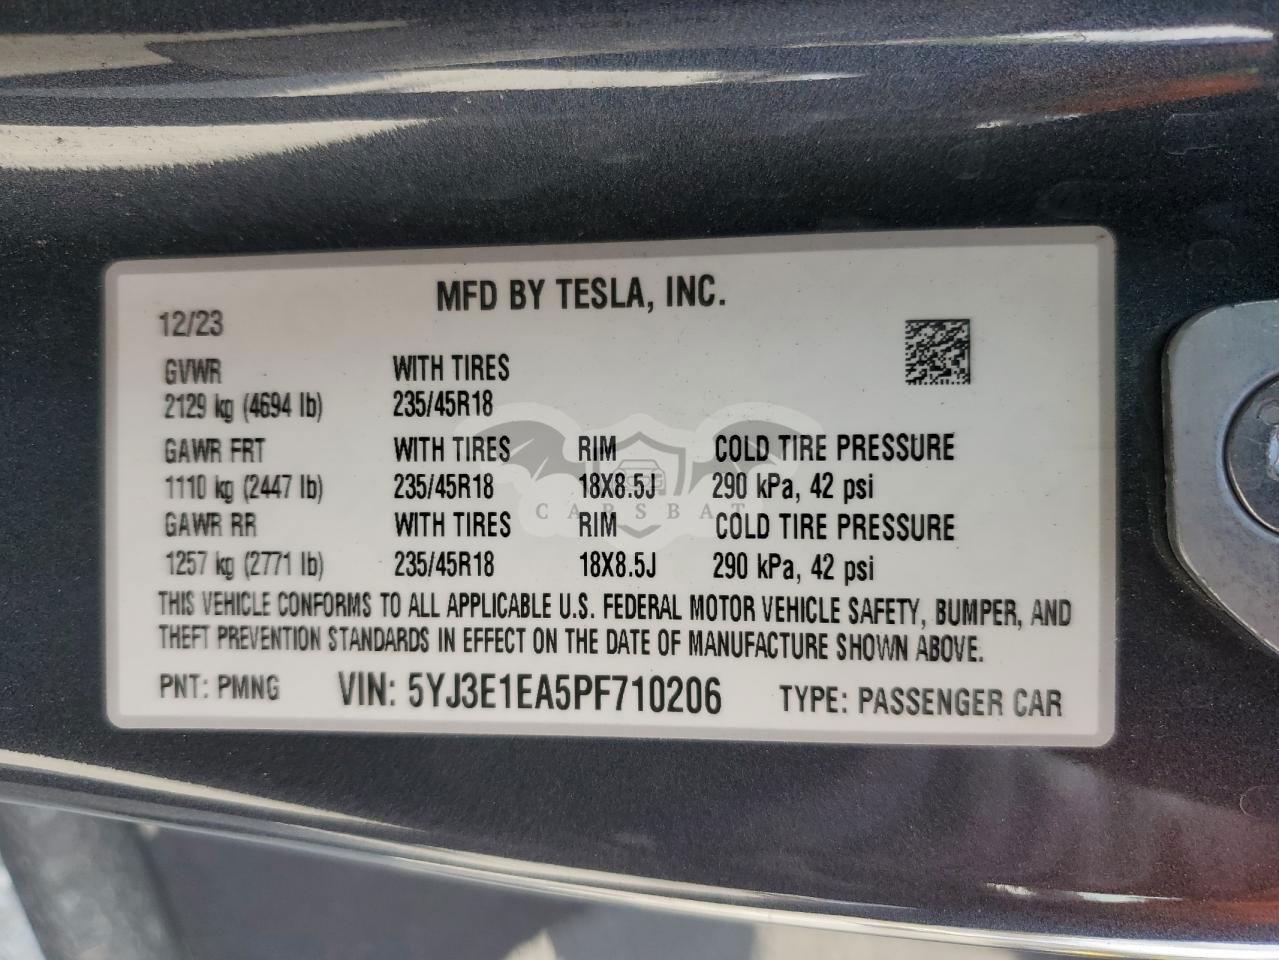 MFD BY TESLA, INC.
12/23
GVWR WITH TIRES
2129 kg (4694 lb) 235/45R18
GAWR FRT WITH TIRES RIM COLD TIRE PRESSURE
1110 kg (2447 lb) 235/45R18 18X8.5J 290 kPa, 42 psi
CARSBAT
GAWR RR WITH TIRES RIM COLD TIRE PRESSURE
1257 kg (2771 lb) 235/45R18 18X8.5J 290 kPa, 42 psi
THIS VEHICLE CONFORMS TO ALL APPLICABLE U.S. FEDERAL MOTOR VEHICLE SAFETY, BUMPER, AND
THEFT PREVENTION STANDARDS IN EFFECT ON THE DATE OF MANUFACTURE SHOWN ABOVE.
PNT: PMNG VIN: 5YJ3E1EA5PF710206 TYPE: PASSENGER CAR